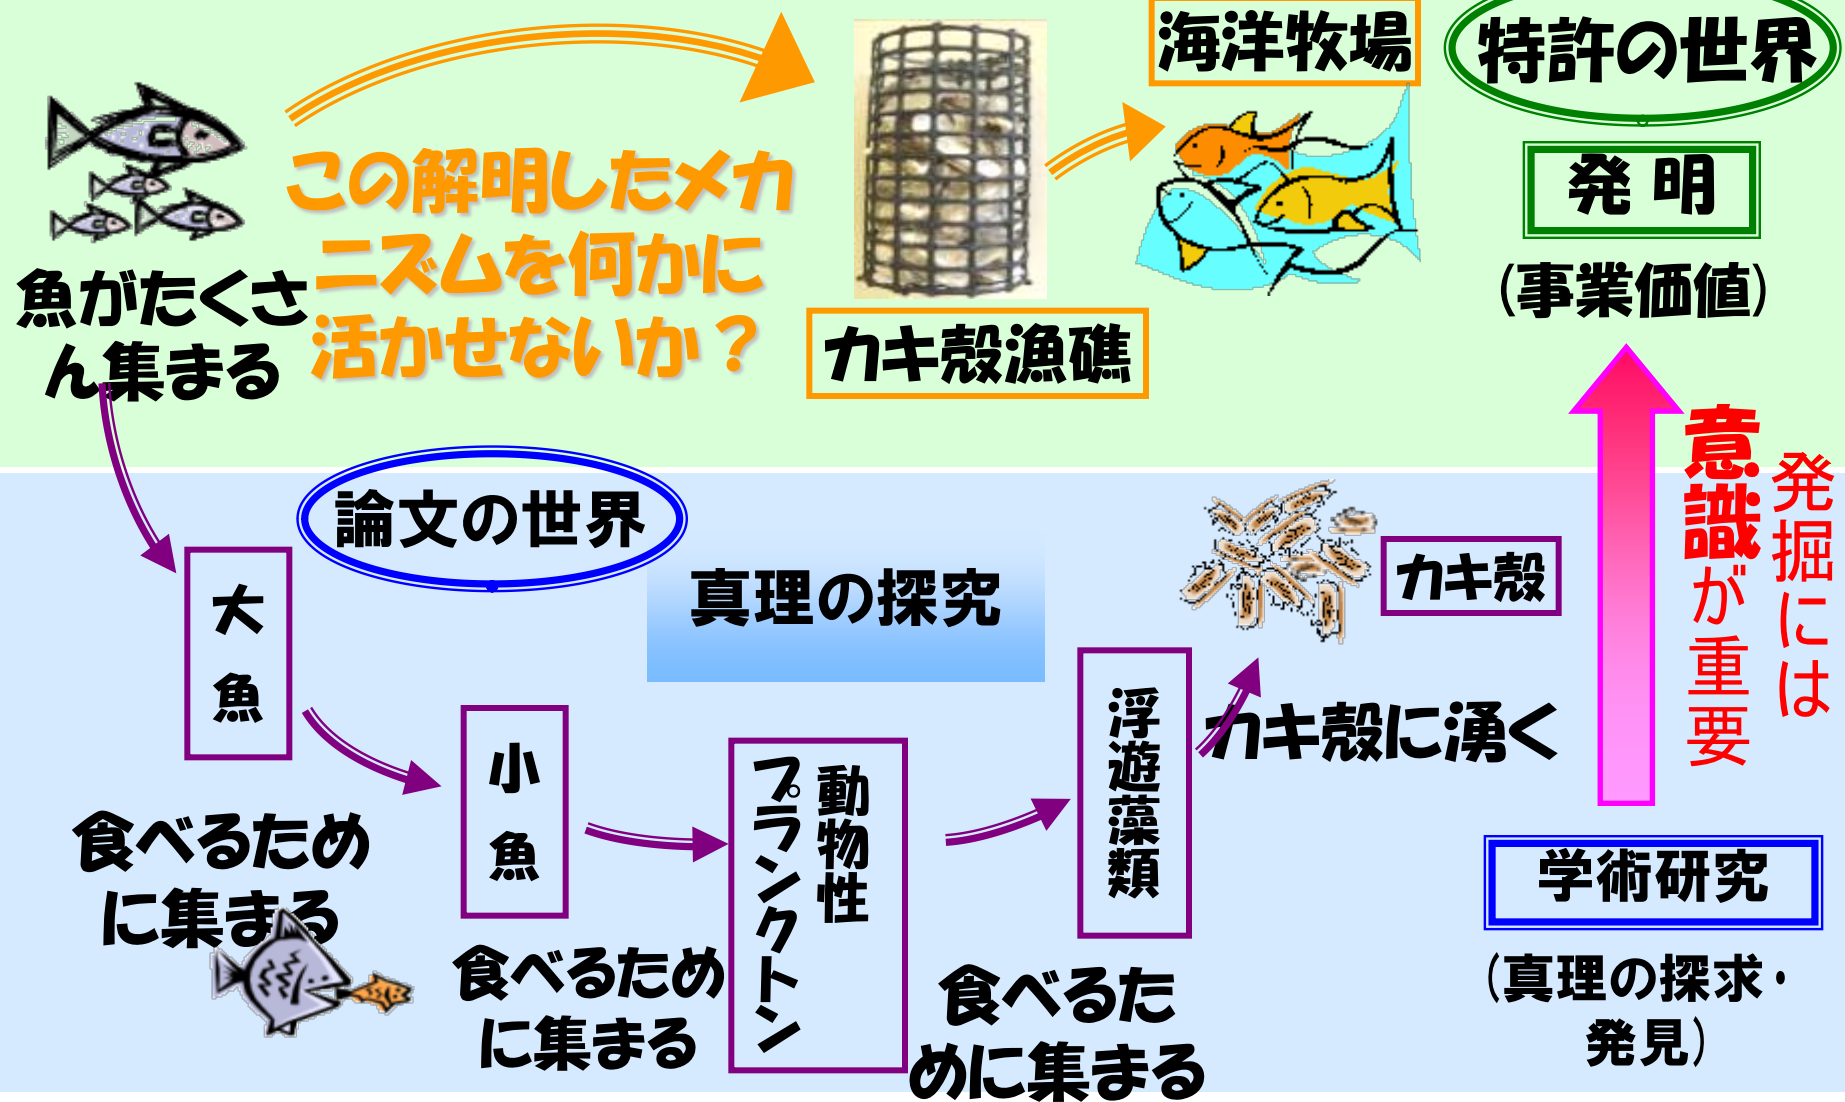 海洋牧場
特許の世界
発 明
(事業価値)
この解明したメカ
ニズムを何かに
活かせないか？
魚がたくさ
ん集まる
カキ殻漁礁
論文の世界
真理の探究
カキ殻
発掘には
意識が重要
大魚
小魚
動物性
プランクトン
浮遊藻類
カキ殻に湧く
食べるため
に集まる
食べるため
に集まる
食べるた
めに集まる
学術研究
(真理の探求・
発見)